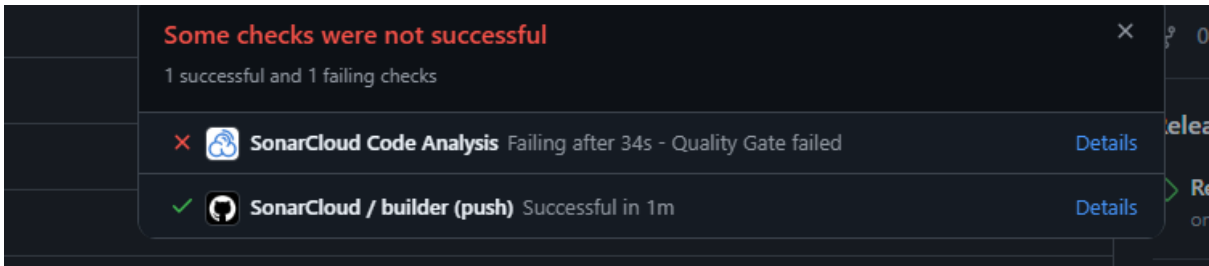 Some checks were not successful
1 successful and 1 failing checks
SonarCloud Code Analysis Failing after 34s - Quality Gate failed Details
SonarCloud / builder (push) Successful in 1m Details
0